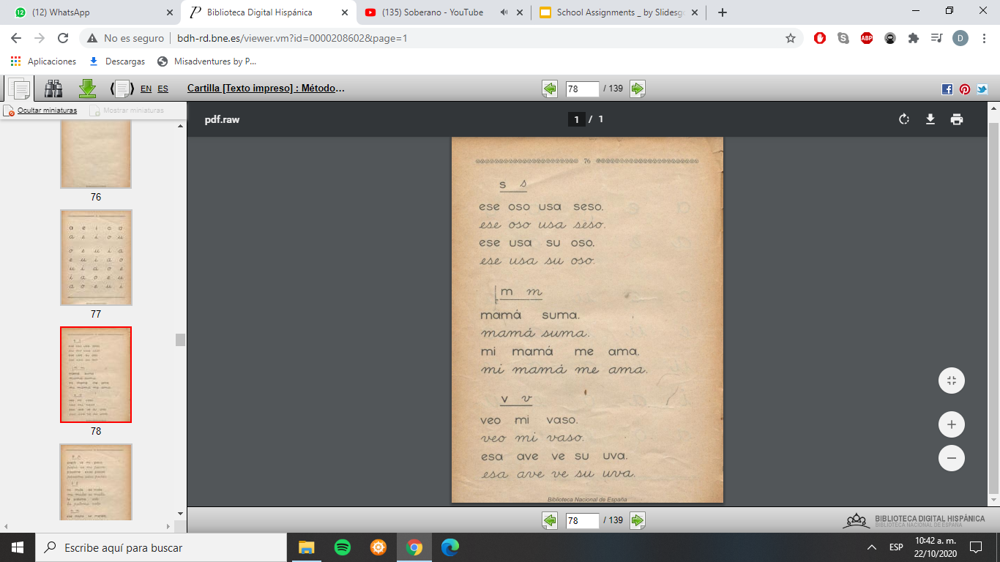 (12) WhatsApp
Biblioteca Digital Hispánica
(135) Soberano - YouTube
School Assignments _ by Slidesgo
No es seguro
bdh-rd.bne.es/viewer.vm?id=0000208602&page=1
D
Aplicaciones
Descargas
Misadventures by P...
EN ES
Cartilla [Texto impreso] : Método...
78 / 139
Ocultar miniaturas
Mostrar miniaturas
pdf.raw
1 / 1
76
77
a e i o a
a e i o u
o e u i a
e u i a o
u i a o e
i a o e u
a o e u i
78
76
s s
ese oso usa seso.
ese oso usa seso.
ese usa su oso.
ese usa su oso.
m m
mamá suma.
mamá suma.
mi mamá me ama.
mi mamá me ama.
v v
veo mi vaso.
veo mi vaso.
esa ave ve su uva.
esa ave ve su uva.
Biblioteca Nacional de España
78 / 139
BIBLIOTECA DIGITAL HISPÁNICA
BIBLIOTECA NACIONAL DE ESPAÑA
Escribe aquí para buscar
ESP
10:42 a. m.
22/10/2020